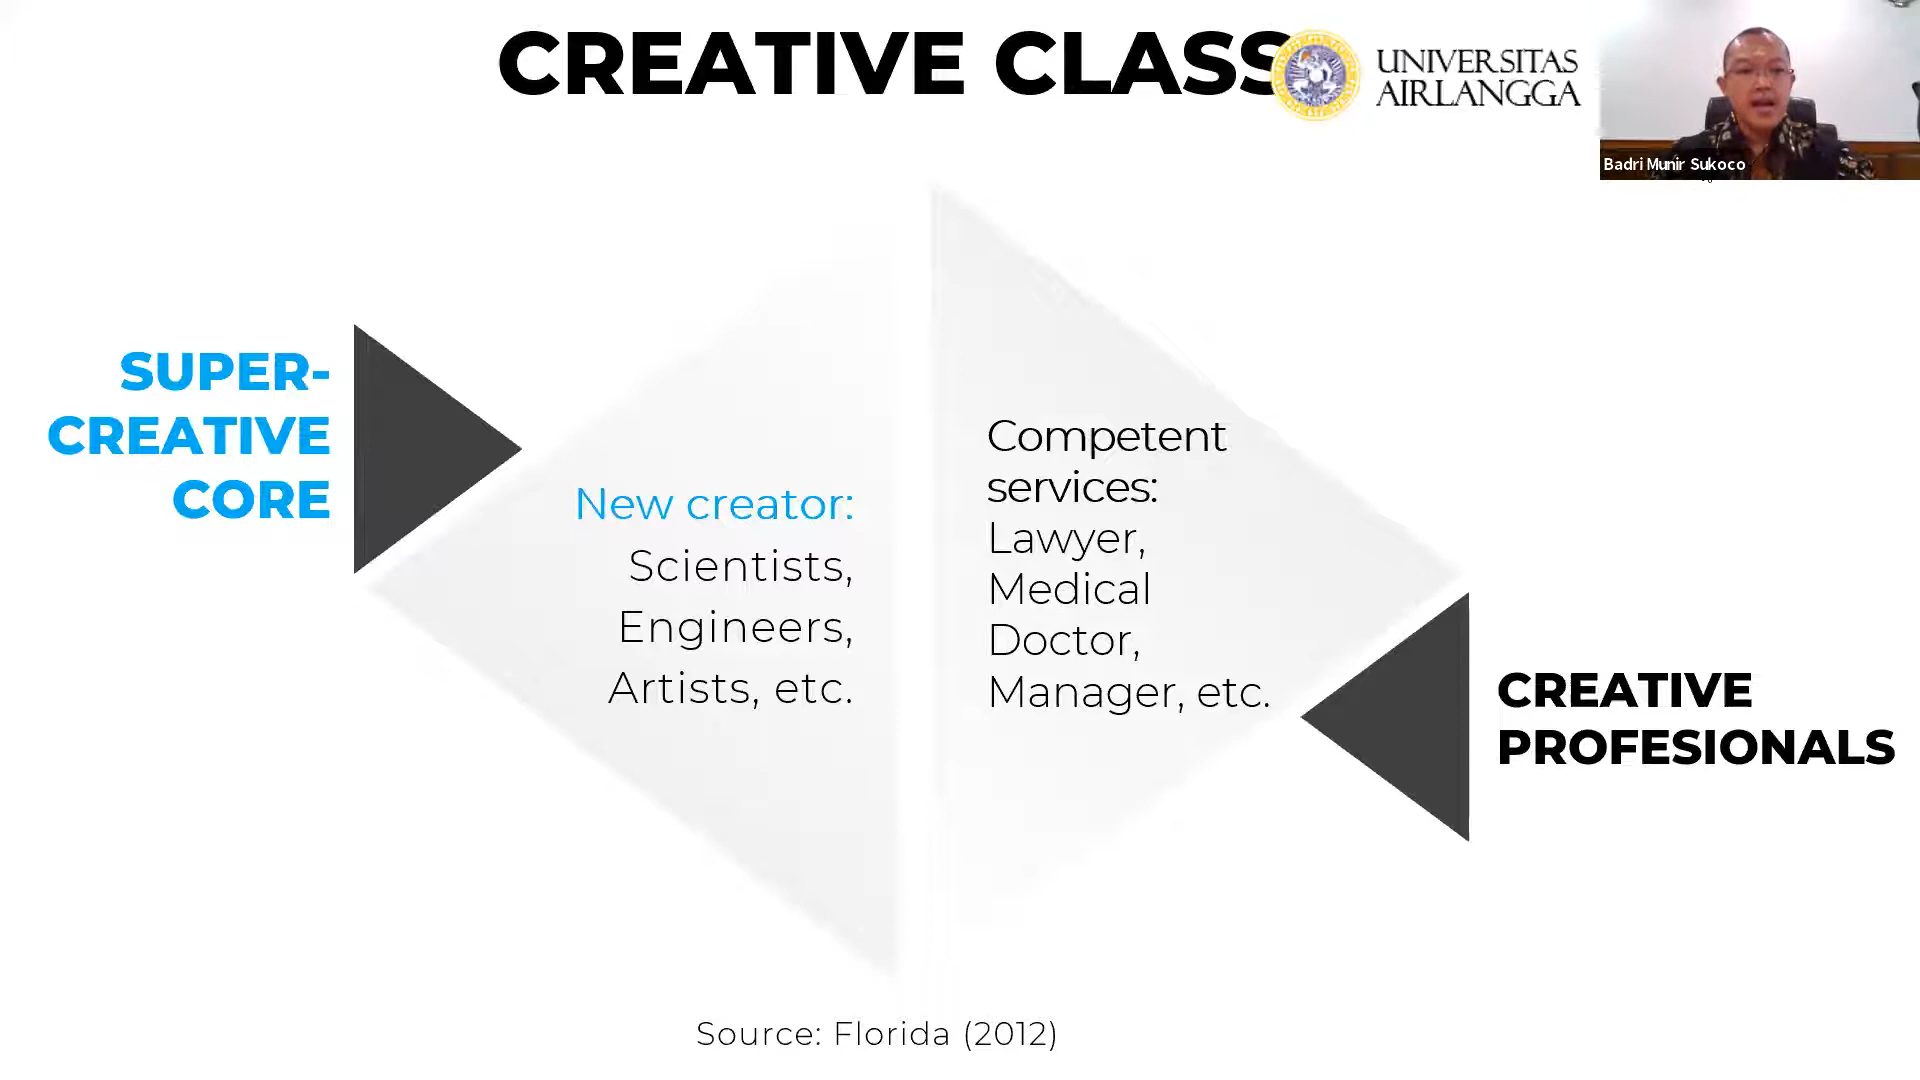 CREATIVE CLASS
UNIVERSITAS
AIRLANGGA
Badri Munir Sukoco
SUPER-
CREATIVE
CORE
New creator:
Scientists,
Engineers,
Artists, etc.
Competent
services:
Lawyer,
Medical
Doctor,
Manager, etc.
CREATIVE
PROFESIONALS
Source: Florida (2012)